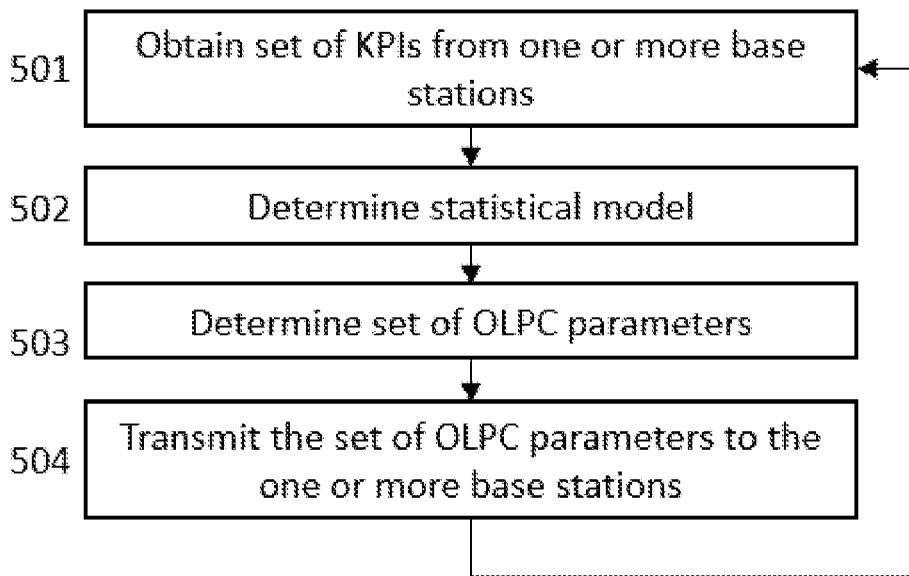 501
Obtain set of KPIs from one or more base
stations
502
Determine statistical model
503
Determine set of OLPC parameters
504
Transmit the set of OLPC parameters to the
one or more base stations